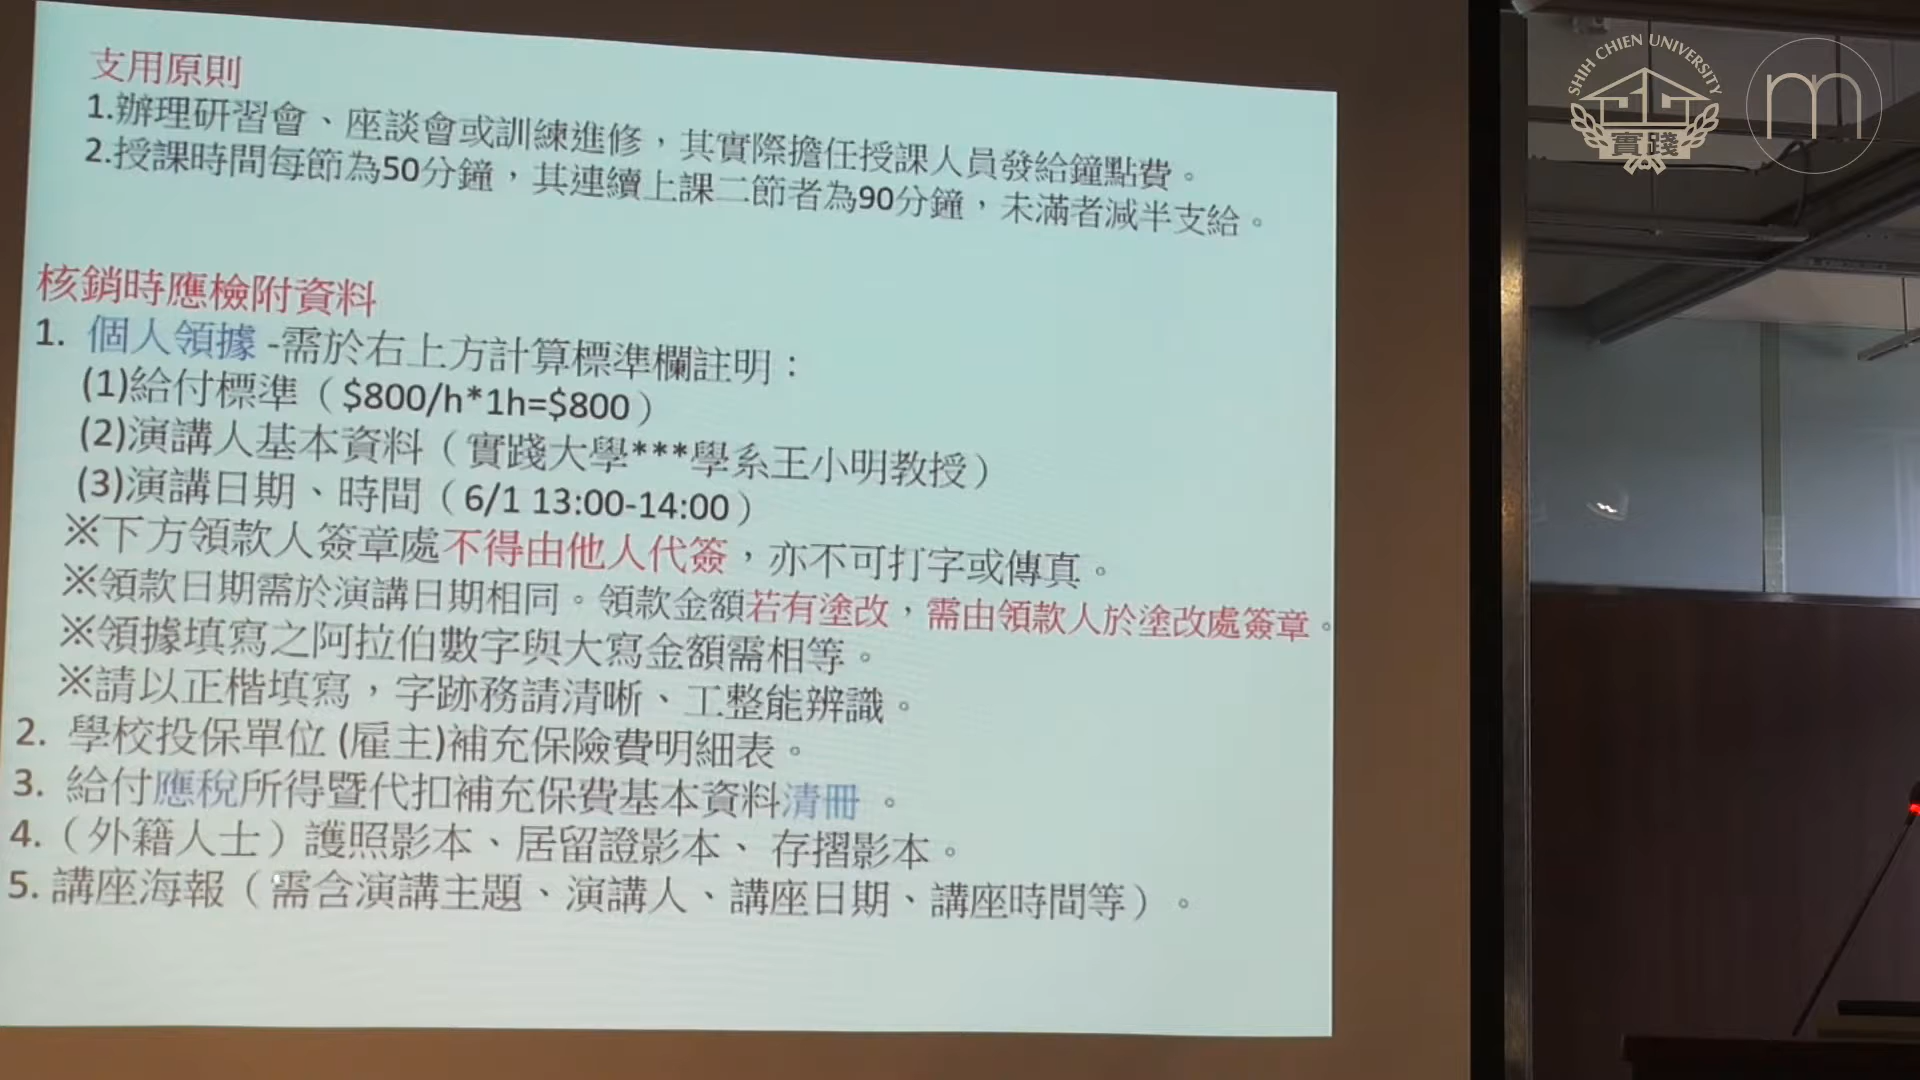 支用原則
1.辦理研習會、座談會或訓練進修，其實際擔任授課人員發給鐘點費。
2.授課時間每節為50分鐘，其連續上課二節者為90分鐘，未滿者減半支給。
核銷時應檢附資料
1. 個人領據 -需於右上方計算標準欄註明：
(1)給付標準（$800/h*1h=$800）
(2)演講人基本資料（實踐大學***學系王小明教授）
(3)演講日期、時間（6/1 13:00-14:00）
※下方領款人簽章處不得由他人代簽，亦不可打字或傳真。
※領款日期需於演講日期相同。領款金額若有塗改，需由領款人於塗改處簽章。
※領據填寫之阿拉伯數字與大寫金額需相等。
※請以正楷填寫，字跡務請清晰、工整能辨識。
2. 學校投保單位 (雇主)補充保險費明細表。
3. 給付應稅所得暨代扣補充保費基本資料清冊 。
4.（外籍人士）護照影本、居留證影本、 存摺影本。
5. 講座海報（需含演講主題、演講人、講座日期、講座時間等）。
SHIH CHIEN UNIVERSITY
實踐
m